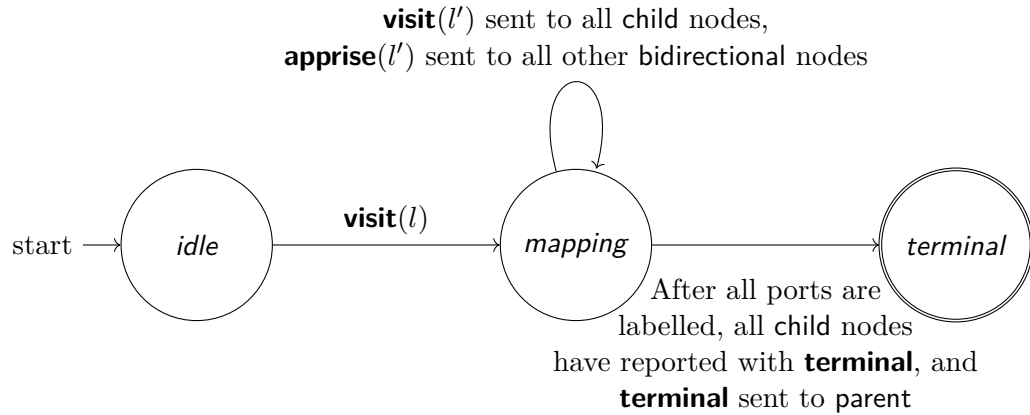 visit(l′) sent to all child nodes,
apprise(l′) sent to all other bidirectional nodes
start
idle
visit(l)
mapping
terminal
After all ports are
labelled, all child nodes
have reported with terminal, and
terminal sent to parent